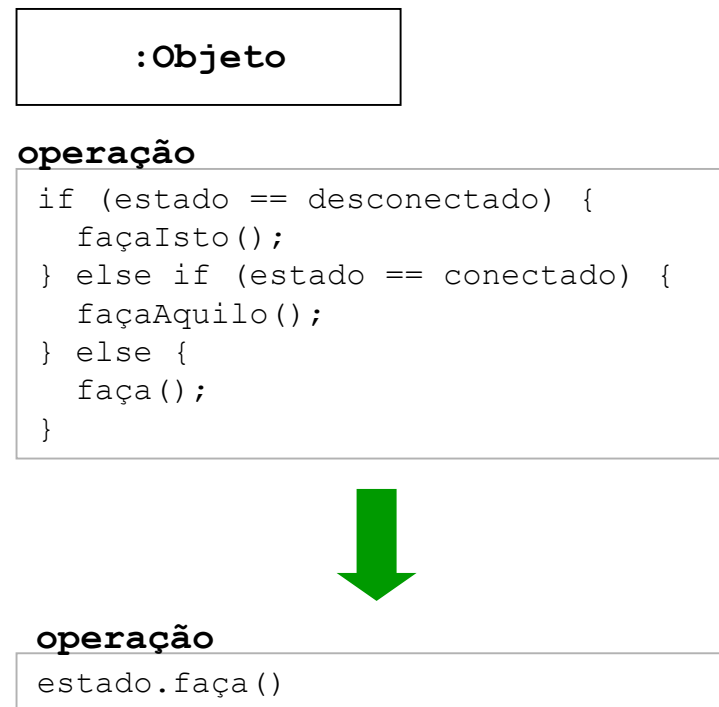 :Objeto
operação
if (estado == desconectado) {
  façaIsto();
} else if (estado == conectado) {
  façaAquilo();
} else {
  faça();
}
operação
estado.faça()